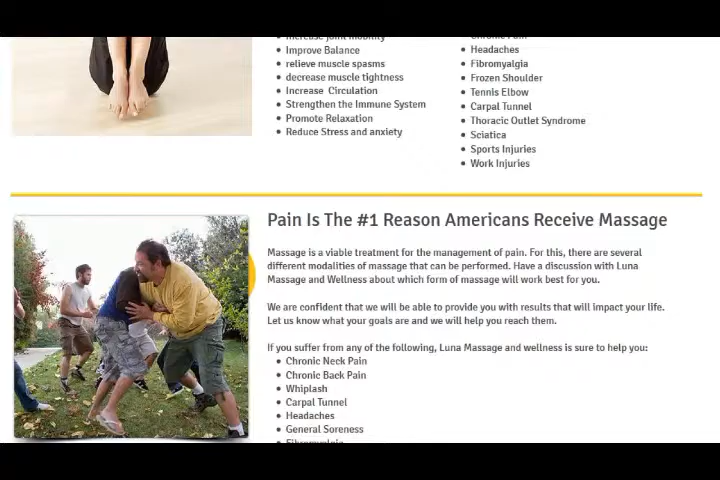 Increase joint mobility
Improve Balance
relieve muscle spasms
decrease muscle tightness
Increase Circulation
Strengthen the Immune System
Promote Relaxation
Reduce Stress and anxiety
Chronic Pain
Headaches
Fibromyalgia
Frozen Shoulder
Tennis Elbow
Carpal Tunnel
Thoracic Outlet Syndrome
Sciatica
Sports Injuries
Work Injuries
Pain Is The #1 Reason Americans Receive Massage
Massage is a viable treatment for the management of pain. For this, there are several
different modalities of massage that can be performed. Have a discussion with Luna
Massage and Wellness about which form of massage will work best for you.
We are confident that we will be able to provide you with results that will impact your life.
Let us know what your goals are and we will help you reach them.
If you suffer from any of the following, Luna Massage and wellness is sure to help you:
Chronic Neck Pain
Chronic Back Pain
Whiplash
Carpal Tunnel
Headaches
General Soreness
Fibromyalgia